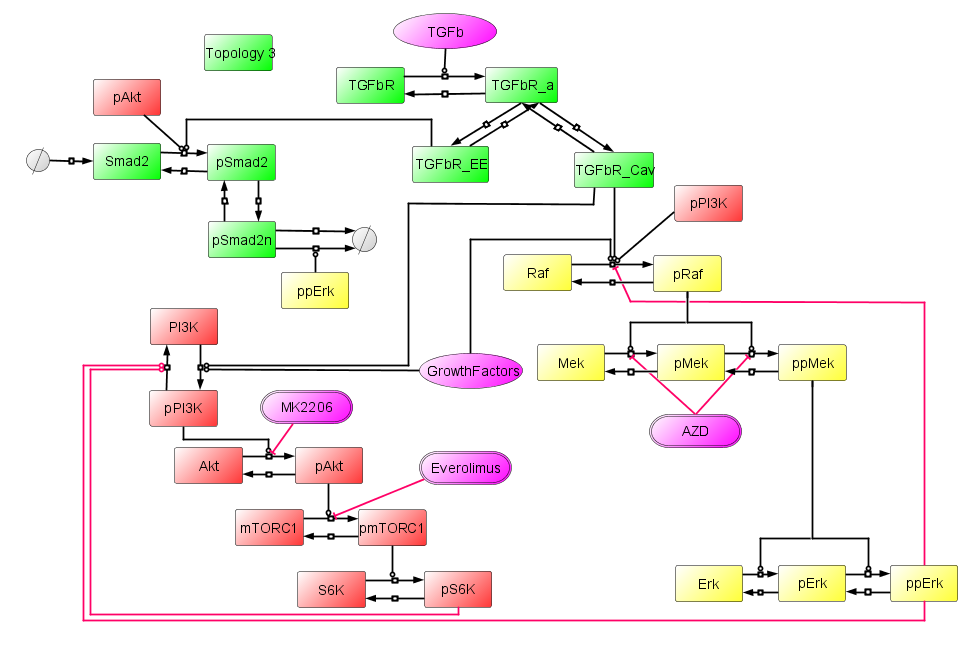 TGFb
Topology 3
TGFbR
TGFbR_a
pAkt
Smad2
pSmad2
TGFbR_EE
TGFbR_Cav
pPI3K
pSmad2n
Raf
pRaf
ppErk
PI3K
GrowthFactors
Mek
pMek
ppMek
pPI3K
MK2206
AZD
Akt
pAkt
Everolimus
mTORC1
pmTORC1
S6K
pS6K
Erk
pErk
ppErk